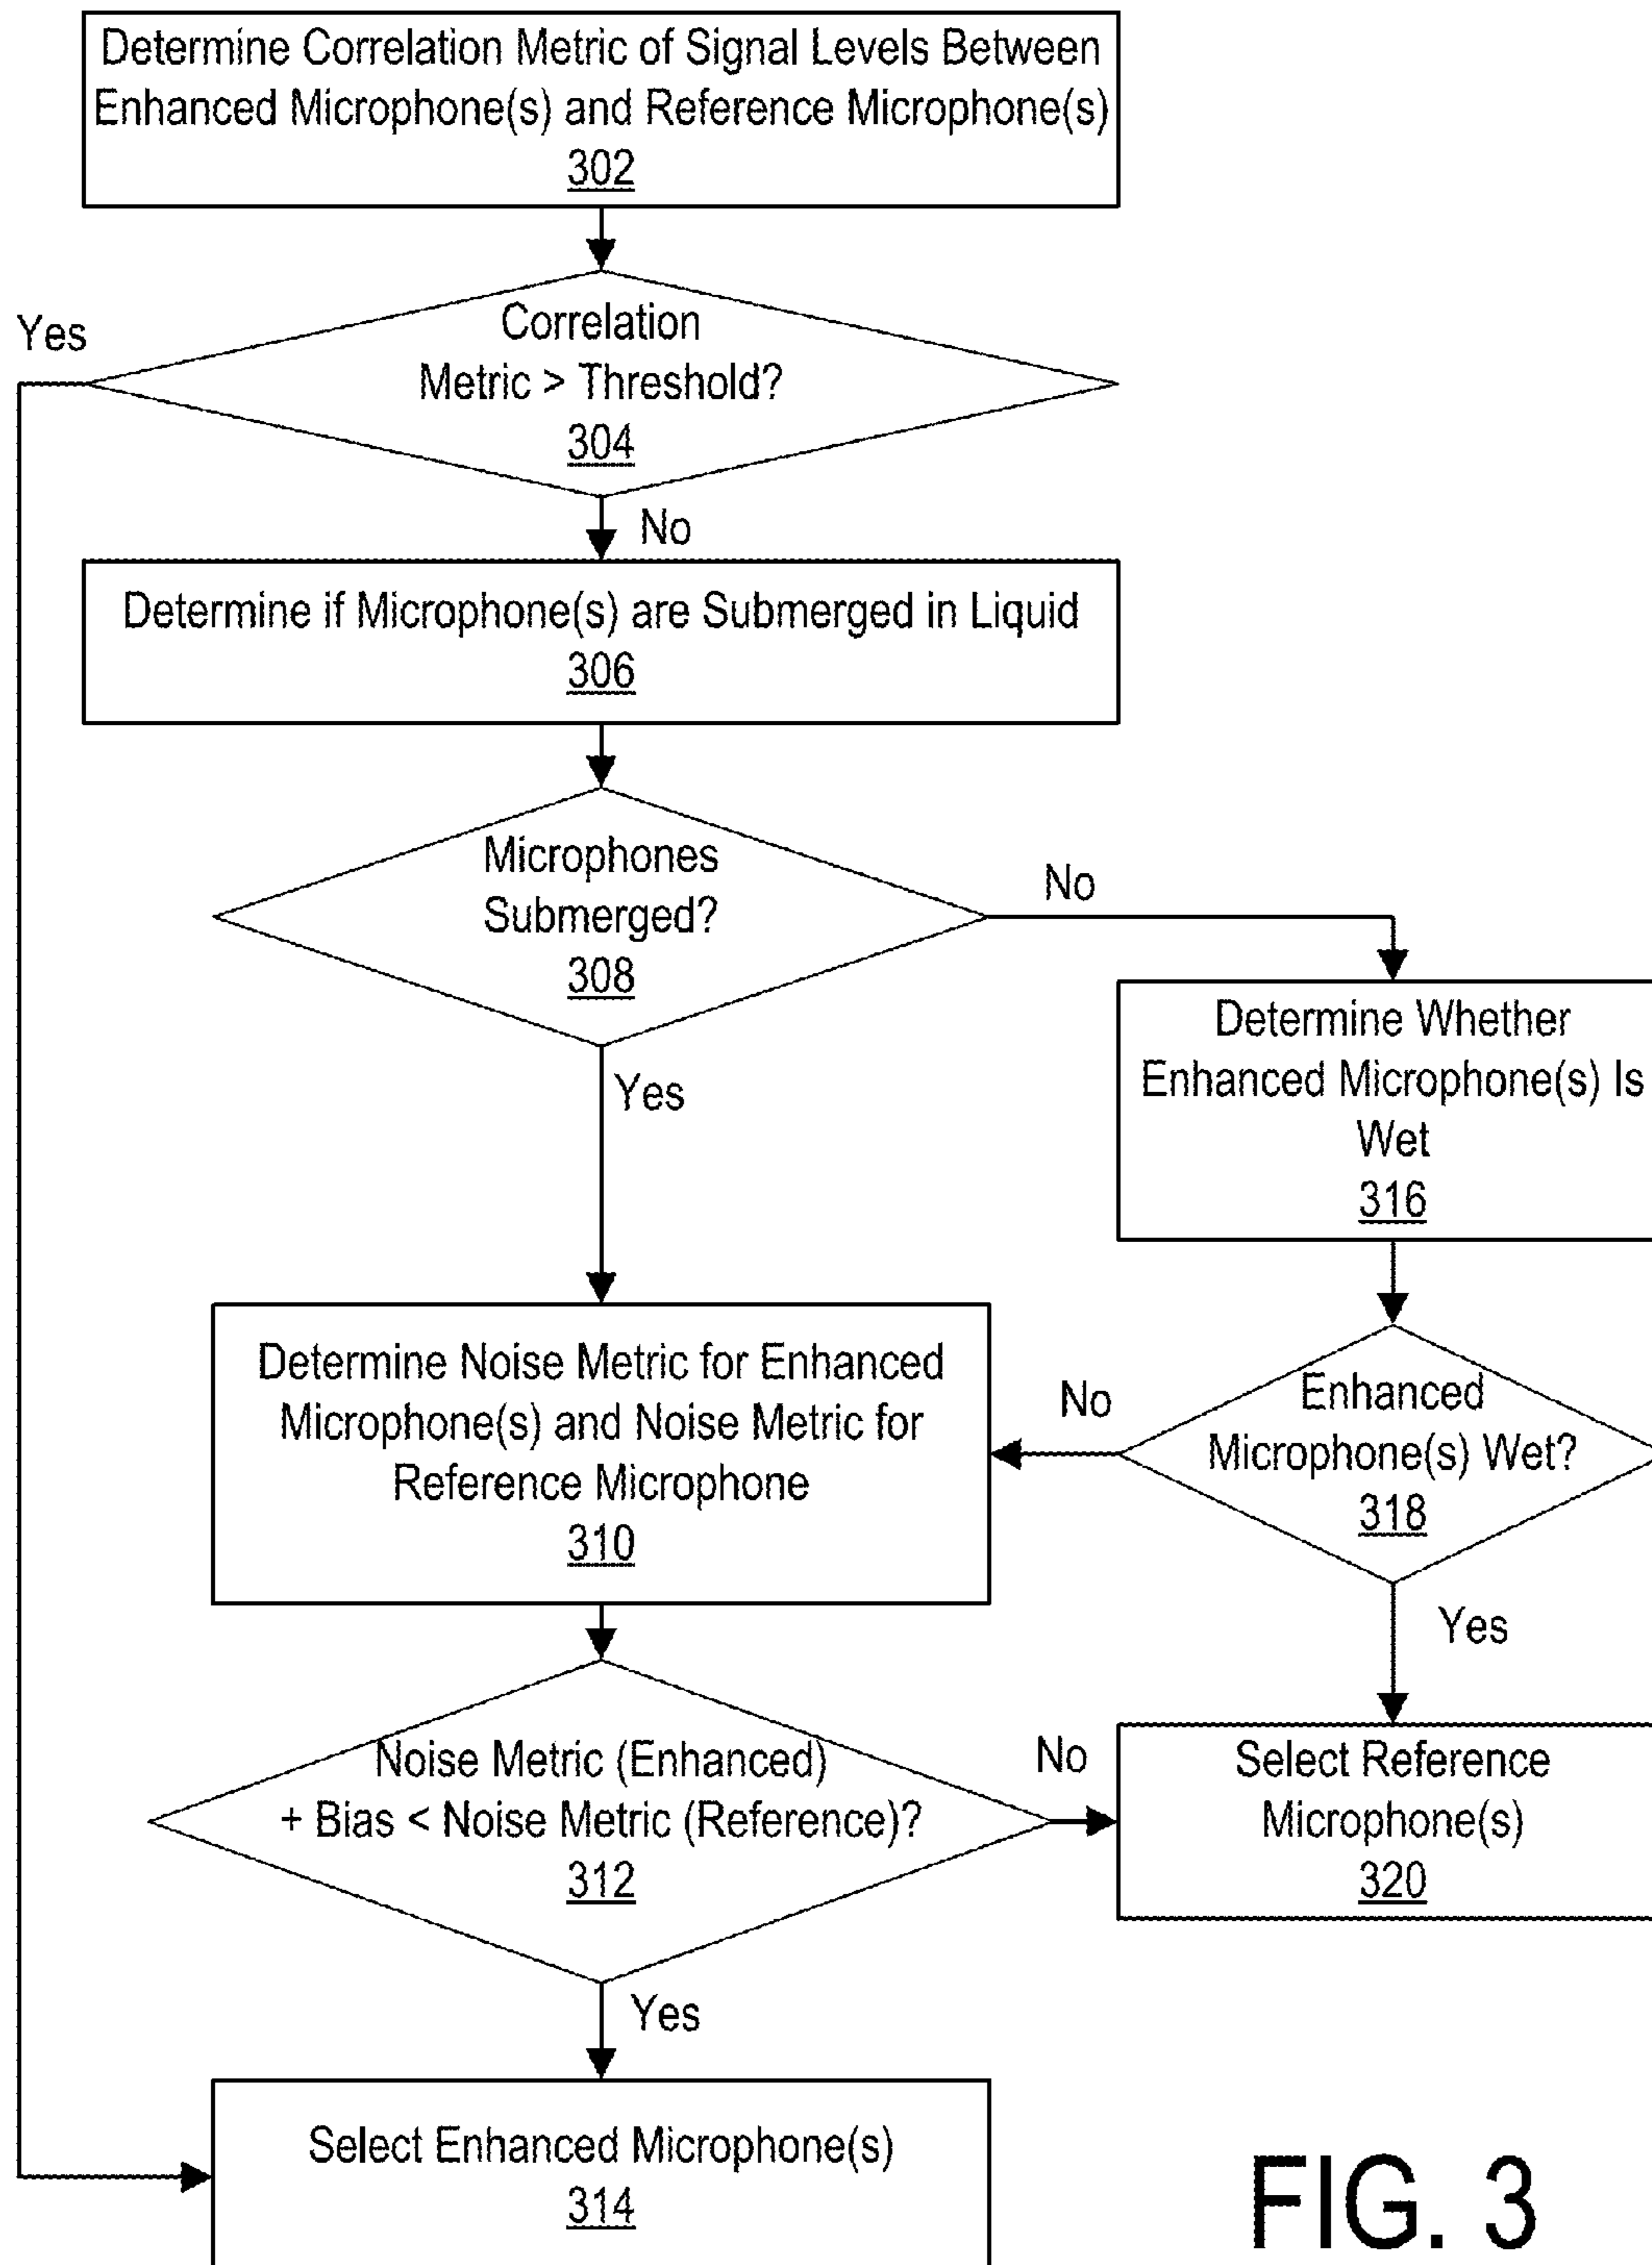 Determine Correlation Metric of Signal Levels Between
Enhanced Microphone(s) and Reference Microphone(s)
302
Correlation
Metric > Threshold?
304
Yes
No
Determine if Microphone(s) are Submerged in Liquid
306
Microphones
Submerged?
308
No
Yes
Determine Whether
Enhanced Microphone(s) Is
Wet
316
Enhanced
Microphone(s) Wet?
318
No
Yes
Determine Noise Metric for Enhanced
Microphone(s) and Noise Metric for
Reference Microphone
310
Noise Metric (Enhanced)
+ Bias < Noise Metric (Reference)?
312
No
Yes
Select Reference
Microphone(s)
320
Select Enhanced Microphone(s)
314
FIG. 3